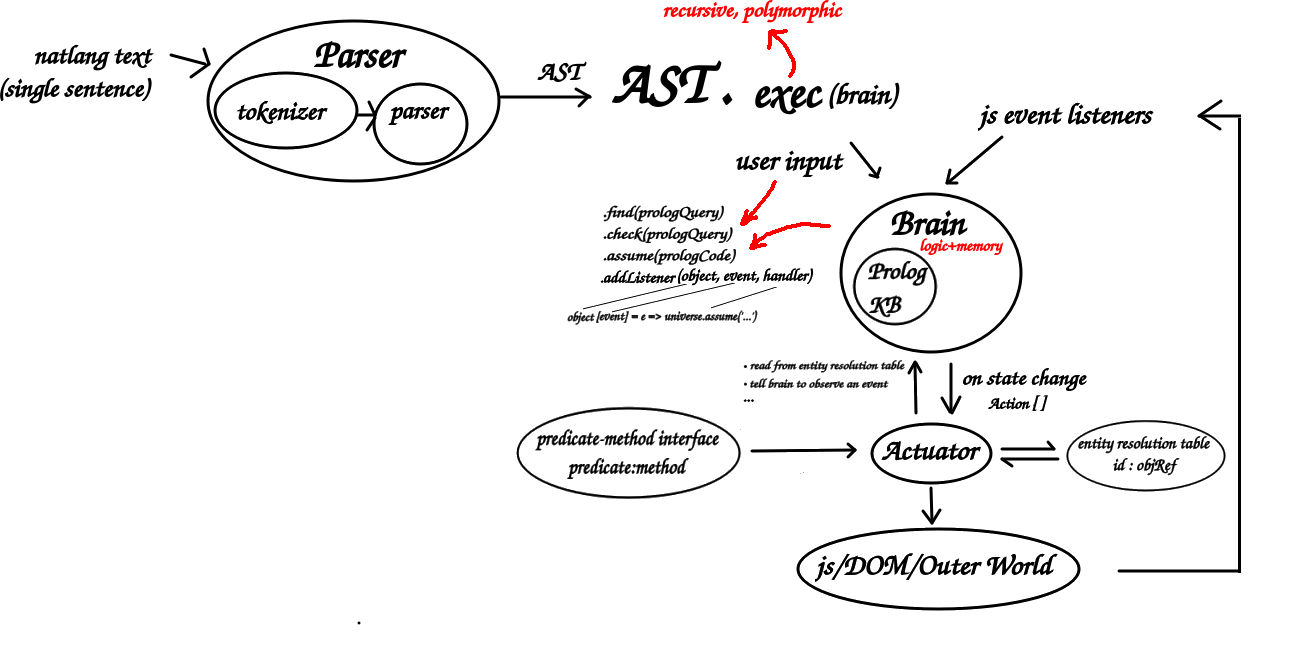 recursive, polymorphic
natlang text
(single sentence)
Parser
tokenizer
parser
AST
AST. exec (brain)
js event listeners
user input
.find(prologQuery)
.check(prologQuery)
.assume(prologCode)
.addListener (object, event, handler)
object [event] = e => universe.assume('...')
Brain
logic+memory
Prolog
KB
• read from entity resolution table
• tell brain to observe an event
...
on state change
Action [ ]
predicate-method interface
predicate:method
Actuator
entity resolution table
id : objRef
js/DOM/Outer World